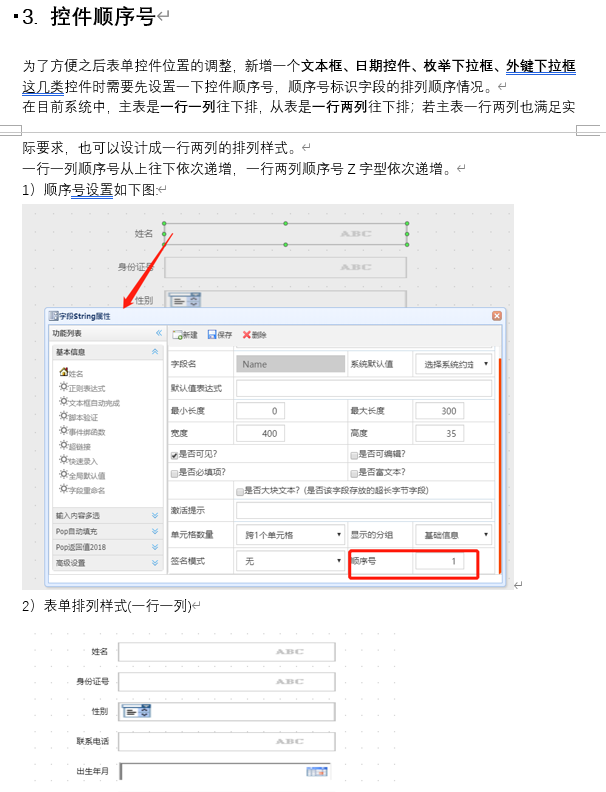 3. 控件顺序号
为了方便之后表单控件位置的调整，新增一个文本框、日期控件、枚举下拉框、外键下拉框
这几类控件时需要先设置一下控件顺序号，顺序号标识字段的排列顺序情况。
在目前系统中，主表是一行一列往下排，从表是一行两列往下排；若主表一行两列也满足实
际要求，也可以设计成一行两列的排列样式。
一行一列顺序号从上往下依次递增，一行两列顺序号 Z 字型依次递增。
1）顺序号设置如下图:
姓名 ABC
身份证号 ABC
性别
字段String属性
功能列表 « 新建 保存 删除
基本信息
字段名 Name 系统默认值 选择系统约定
姓名
正则表达式 默认值表达式
文本框自动完成 最小长度 0 最大长度 300
脚本验证
事件绑函数 宽度 400 高度 35
超链接
快速录入 是否可见? 是否可编辑?
全局默认值 是否必填项? 是否富文本?
字段重命名 是否大块文本? (是否该字段存放的超长字节字段)
输入内容多选 激活提示
Pop自动填充 单元格数量 跨1个单元格 显示的分组 基础信息
Pop返回值2018
高级设置 签名模式 无 顺序号 1
2）表单排列样式(一行一列)
姓名 ABC
身份证号 ABC
性别
联系电话 ABC
出生年月